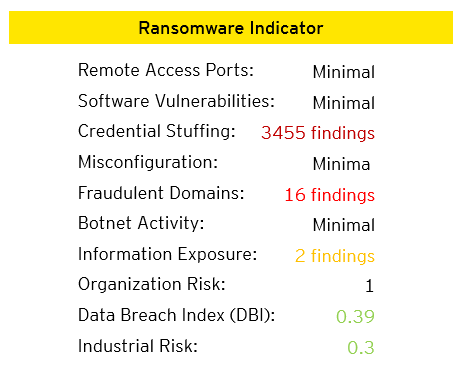 Ransomware Indicator
Remote Access Ports: Minimal
Software Vulnerabilities: Minimal
Credential Stuffing: 3455 findings
Misconfiguration: Minima
Fraudulent Domains: 16 findings
Botnet Activity: Minimal
Information Exposure: 2 findings
Organization Risk: 1
Data Breach Index (DBI): 0.39
Industrial Risk: 0.3